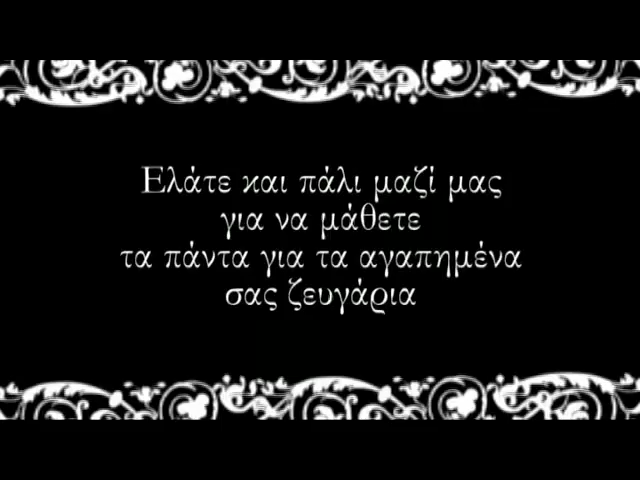 Ελάτε και πάλι μαζί μας
για να μάθετε
τα πάντα για τα αγαπημένα
σας ζευγάρια